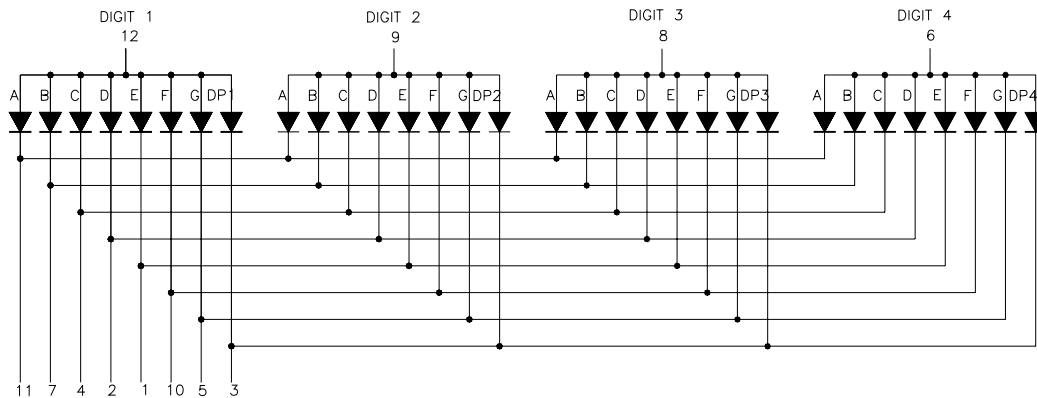 DIGIT 1 DIGIT 2 DIGIT 3 DIGIT 4
12 9 8 6
A B C D E F G DP1 A B C D E F G DP2 A B C D E F G DP3 A B C D E F G DP4
11 7 4 2 1 10 5 3